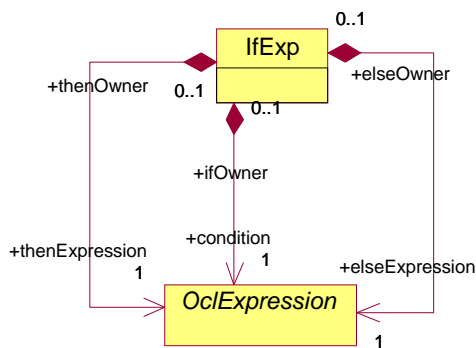 0..1
IfExp
+thenOwner
+elseOwner
0..1
0..1
+ifOwner
+condition
+thenExpression
1
1
+elseExpression
OclExpression
1